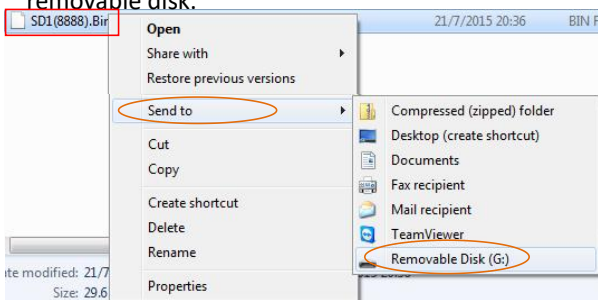 removable disk.
SD1(8888).Bin
21/7/2015 20:36
BIN F
Open
Share with
Restore previous versions
Send to
Cut
Copy
Create shortcut
Delete
Rename
Properties
Compressed (zipped) folder
Desktop (create shortcut)
Documents
Fax recipient
Mail recipient
TeamViewer
Removable Disk (G:)
te modified: 21/7
Size: 29.6